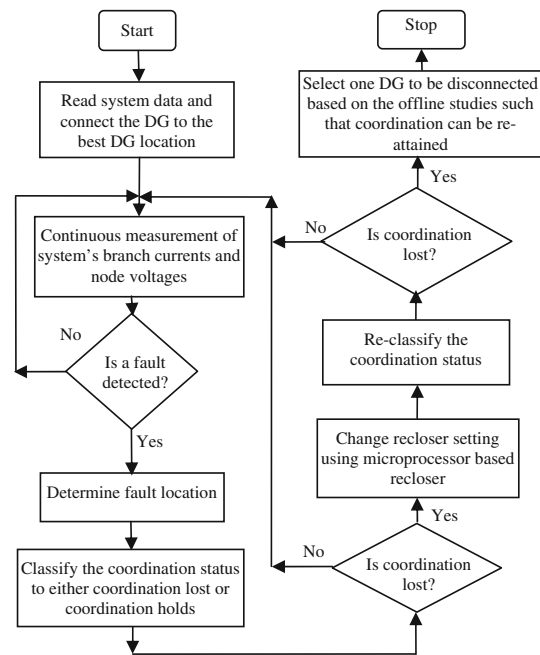 Start
Read system data and
connect the DG to the
best DG location
Continuous measurement of
system's branch currents and
node voltages
No
Is a fault
detected?
Yes
Determine fault location
Classify the coordination status
to either coordination lost or
coordination holds
No
Is coordination
lost?
Yes
Change recloser setting
using microprocessor based
recloser
Re-classify the
coordination status
No
Is coordination
lost?
Yes
Select one DG to be disconnected
based on the offline studies such
that coordination can be re-
attained
Stop